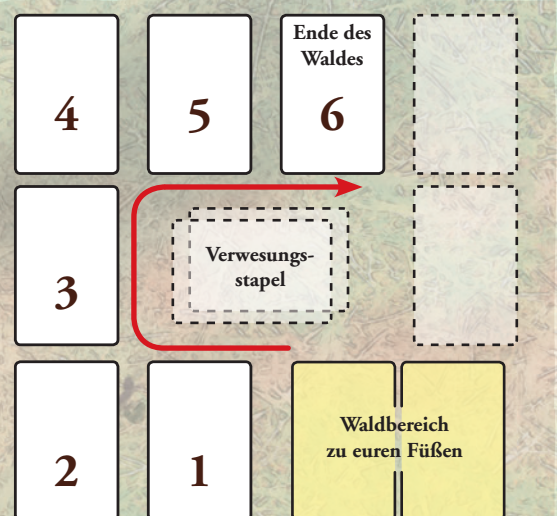 Ende des
Waldes
4
5
6
3
Verwesungs-
stapel
2
1
Waldbereich
zu euren Füßen